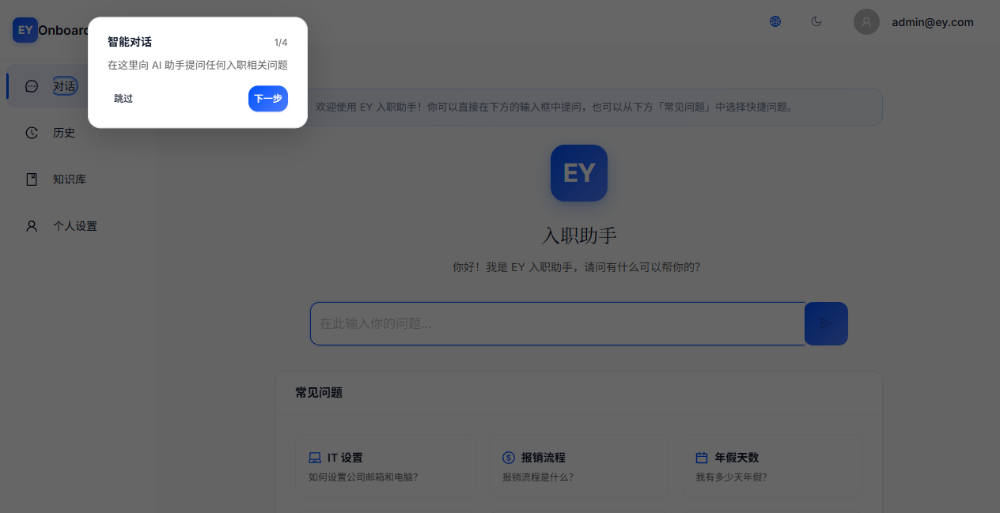 EY Onboard
admin@ey.com
智能对话
1/4
在这里向 AI 助手提问任何入职相关问题
跳过
下一步
对话
历史
知识库
个人设置
欢迎使用 EY 入职助手！你可以直接在下方的输入框中提问，也可以从下方「常见问题」中选择快捷问题。
EY
入职助手
你好！我是 EY 入职助手，请问有什么可以帮你的？
在此输入你的问题...
常见问题
IT 设置
如何设置公司邮箱和电脑？
报销流程
报销流程是什么？
年假天数
我有多少天年假？